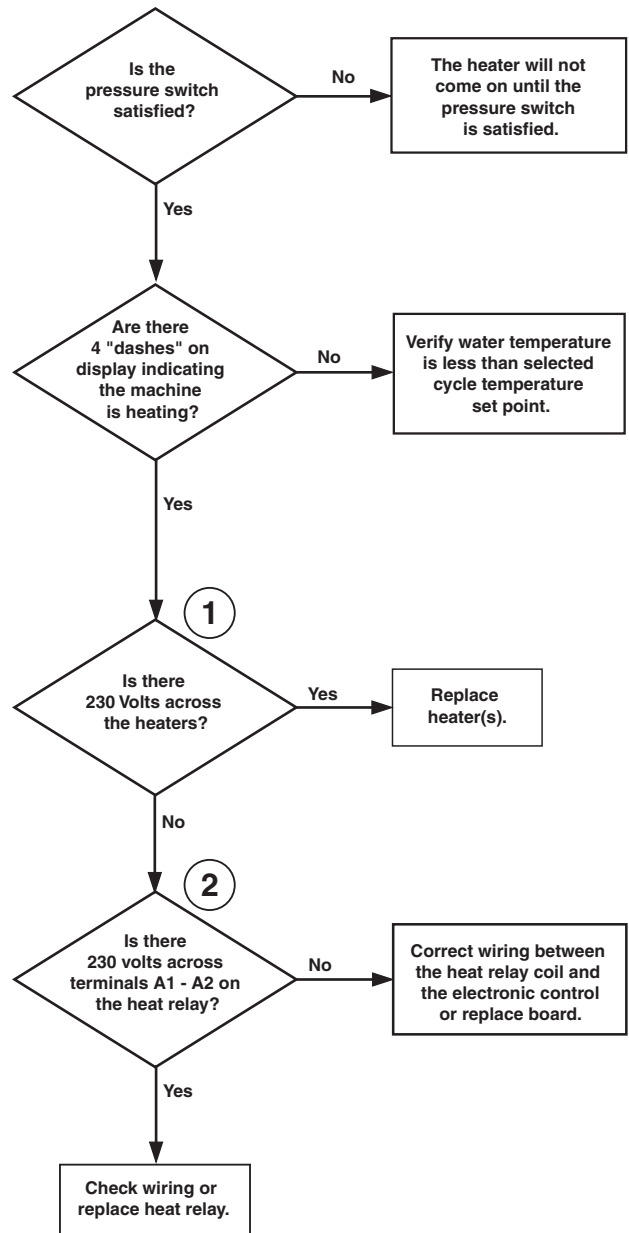 Is the
pressure switch
satisfied?
No
The heater will not
come on until the
pressure switch
is satisfied.
Yes
Are there
4 "dashes" on
display indicating
the machine
is heating?
No
Verify water temperature
is less than selected
cycle temperature
set point.
Yes
1
Is there
230 Volts across
the heaters?
Yes
Replace
heater(s).
No
2
Is there
230 volts across
terminals A1 - A2 on
the heat relay?
No
Correct wiring between
the heat relay coil and
the electronic control
or replace board.
Yes
Check wiring or
replace heat relay.